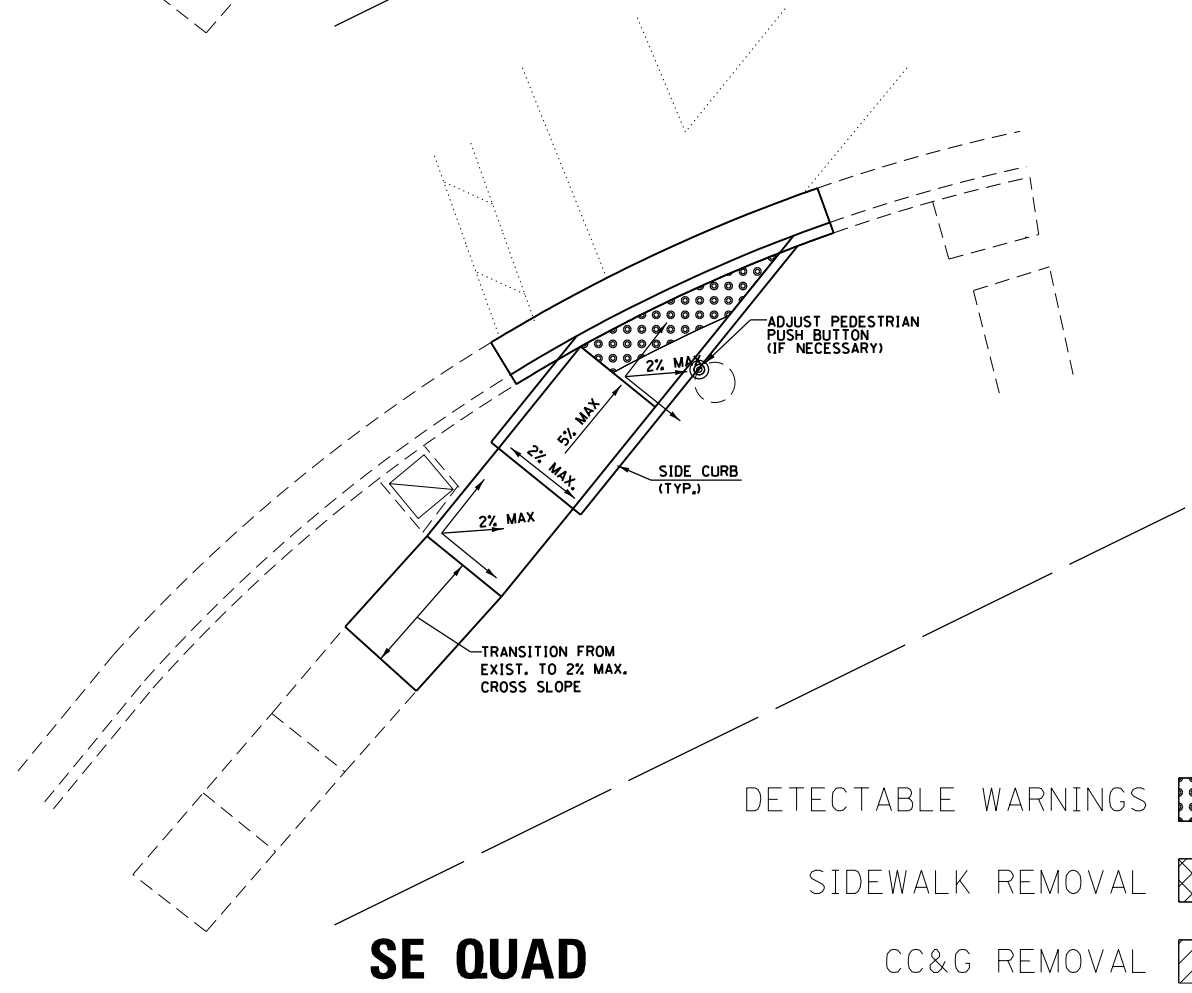 ADJUST PEDESTRIAN
PUSH BUTTON
(IF NECESSARY)
2% MAX
5% MAX
2% MAX.
SIDE CURB
(TYP.)
2% MAX
TRANSITION FROM
EXIST. TO 2% MAX.
CROSS SLOPE
DETECTABLE WARNINGS
SIDEWALK REMOVAL
CC&G REMOVAL
SE QUAD